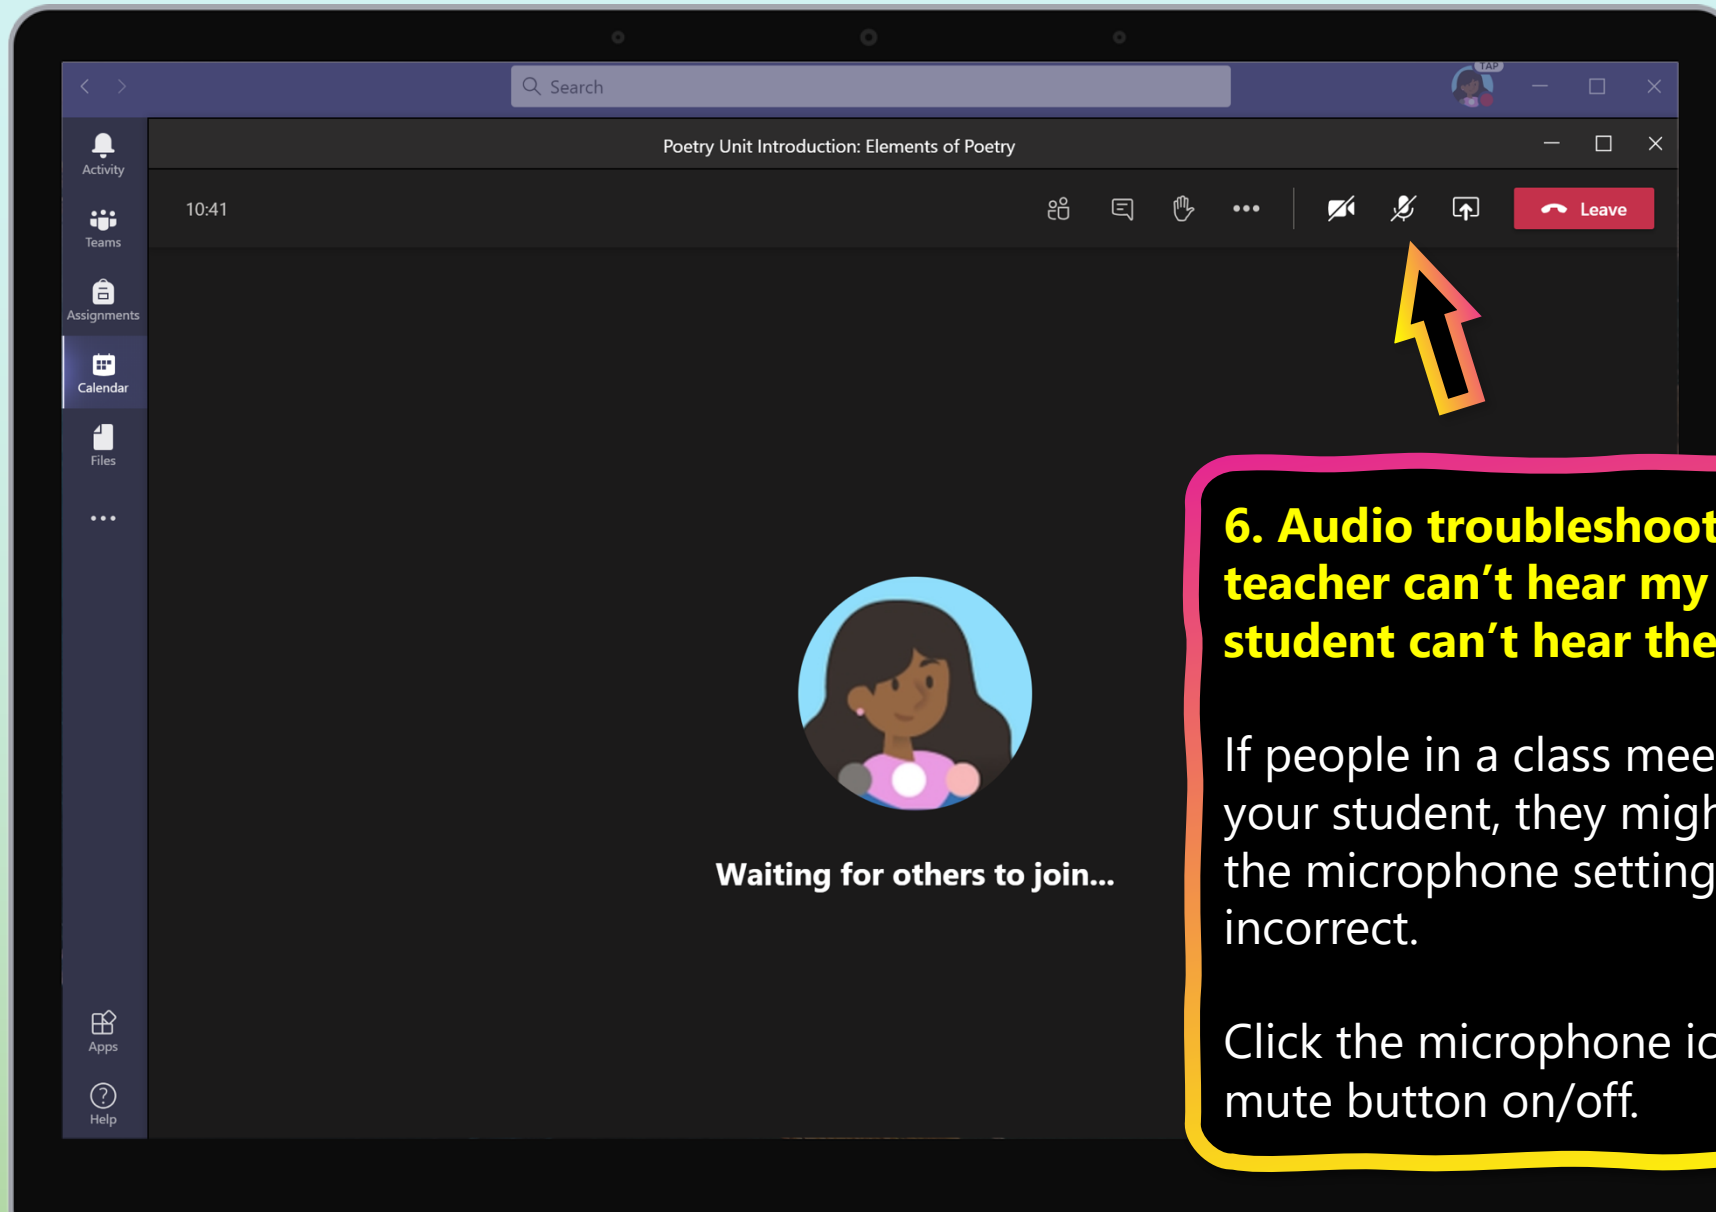 TAP
Search
Activity
Teams
Assignments
Calendar
Files
Apps
Help
Poetry Unit Introduction: Elements of Poetry
10:41
Leave
Waiting for others to join...
6. Audio troubleshoot
teacher can’t hear my
student can’t hear the
If people in a class mee
your student, they migh
the microphone setting
incorrect.
Click the microphone ic
mute button on/off.